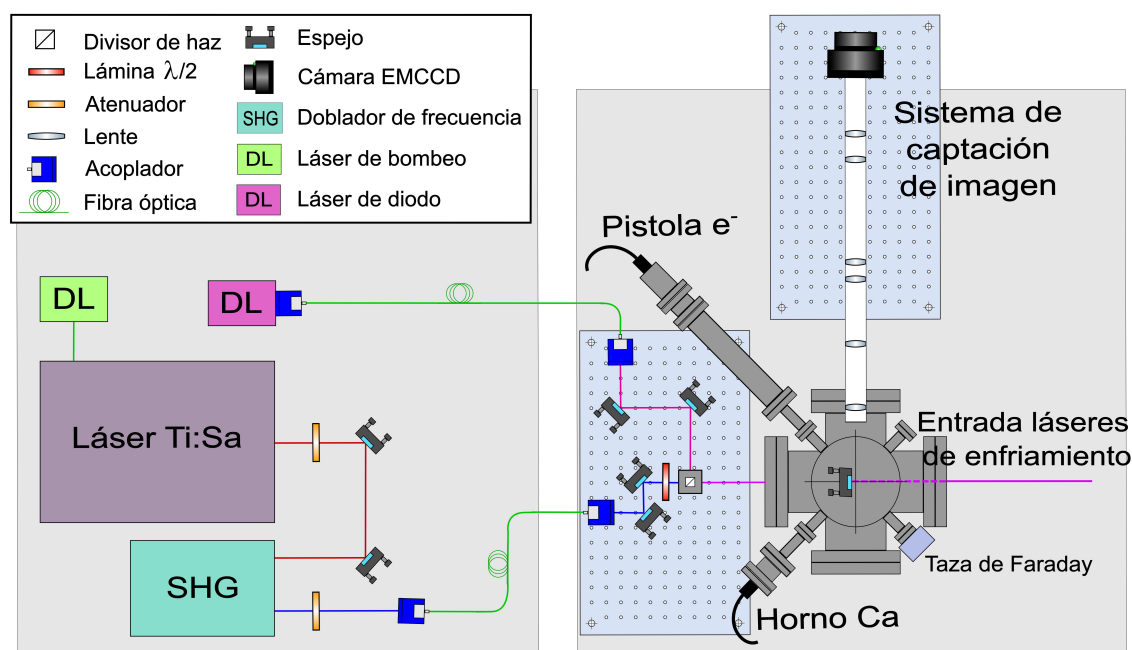 Divisor de haz
Lámina λ/2
Atenuador
Lente
Acoplador
Fibra óptica
Espejo
Cámara EMCCD
SHG Doblador de frecuencia
DL Láser de bombeo
DL Láser de diodo
Sistema de
captación
de imagen
Pistola e-
DL
DL
Láser Ti:Sa
SHG
Entrada láseres
de enfriamiento
Taza de Faraday
Horno Ca